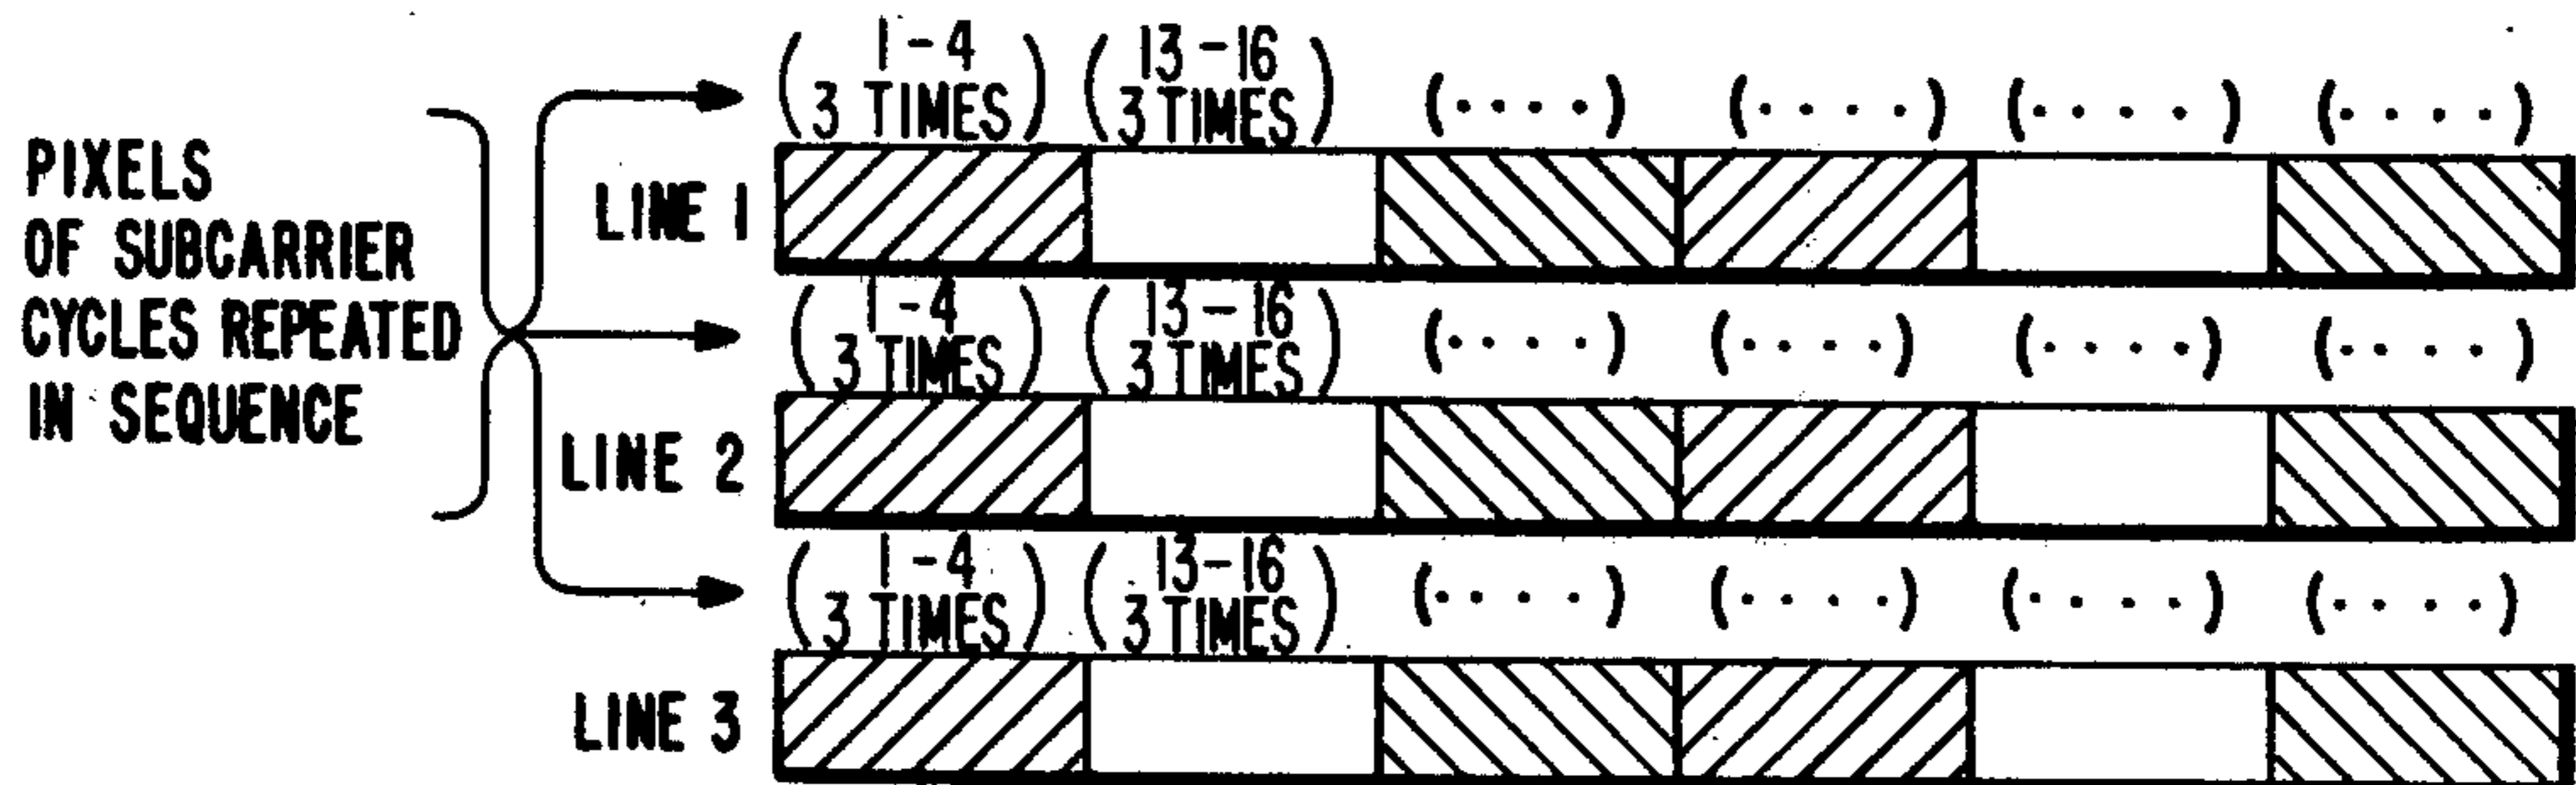 PIXELS
OF SUBCARRIER
CYCLES REPEATED
IN SEQUENCE
( 1-4 ) ( 13-16 )
( 3 TIMES ) ( 3 TIMES ) (....) (....) (....) (....)
LINE 1
( 1-4 ) ( 13-16 )
( 3 TIMES ) ( 3 TIMES ) (....) (....) (....) (....)
LINE 2
( 1-4 ) ( 13-16 )
( 3 TIMES ) ( 3 TIMES ) (....) (....) (....) (....)
LINE 3